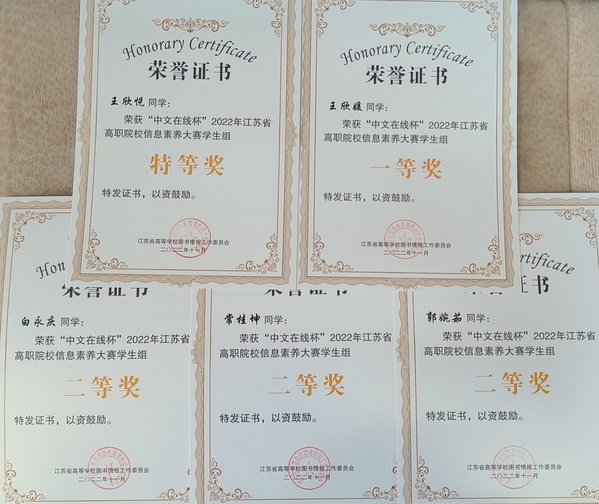 Honorary Certificate
荣誉证书
王欣悦 同学:
荣获“中文在线杯”2022年江苏省
高职院校信息素养大赛学生组
特等奖
特发证书，以资鼓励。
江苏省高等学校图书情报工作委员会
二〇二二年十一月
Honorary Certificate
荣誉证书
王欣媛 同学:
荣获“中文在线杯”2022年江苏省
高职院校信息素养大赛学生组
一等奖
特发证书，以资鼓励。
江苏省高等学校图书情报工作委员会
二〇二二年十一月
荣誉证书
白永庆 同学:
荣获“中文在线杯”2022年江苏省
高职院校信息素养大赛学生组
二等奖
特发证书，以资鼓励。
江苏省高等学校图书情报工作委员会
二〇二二年十一月
荣誉证书
常桂坤 同学:
荣获“中文在线杯”2022年江苏省
高职院校信息素养大赛学生组
二等奖
特发证书，以资鼓励。
江苏省高等学校图书情报工作委员会
二〇二二年十一月
Certificate
郭婉茹 同学:
荣获“中文在线杯”2022年江苏省
高职院校信息素养大赛学生组
二等奖
特发证书，以资鼓励。
江苏省高等学校图书情报工作委员会
二〇二二年十一月